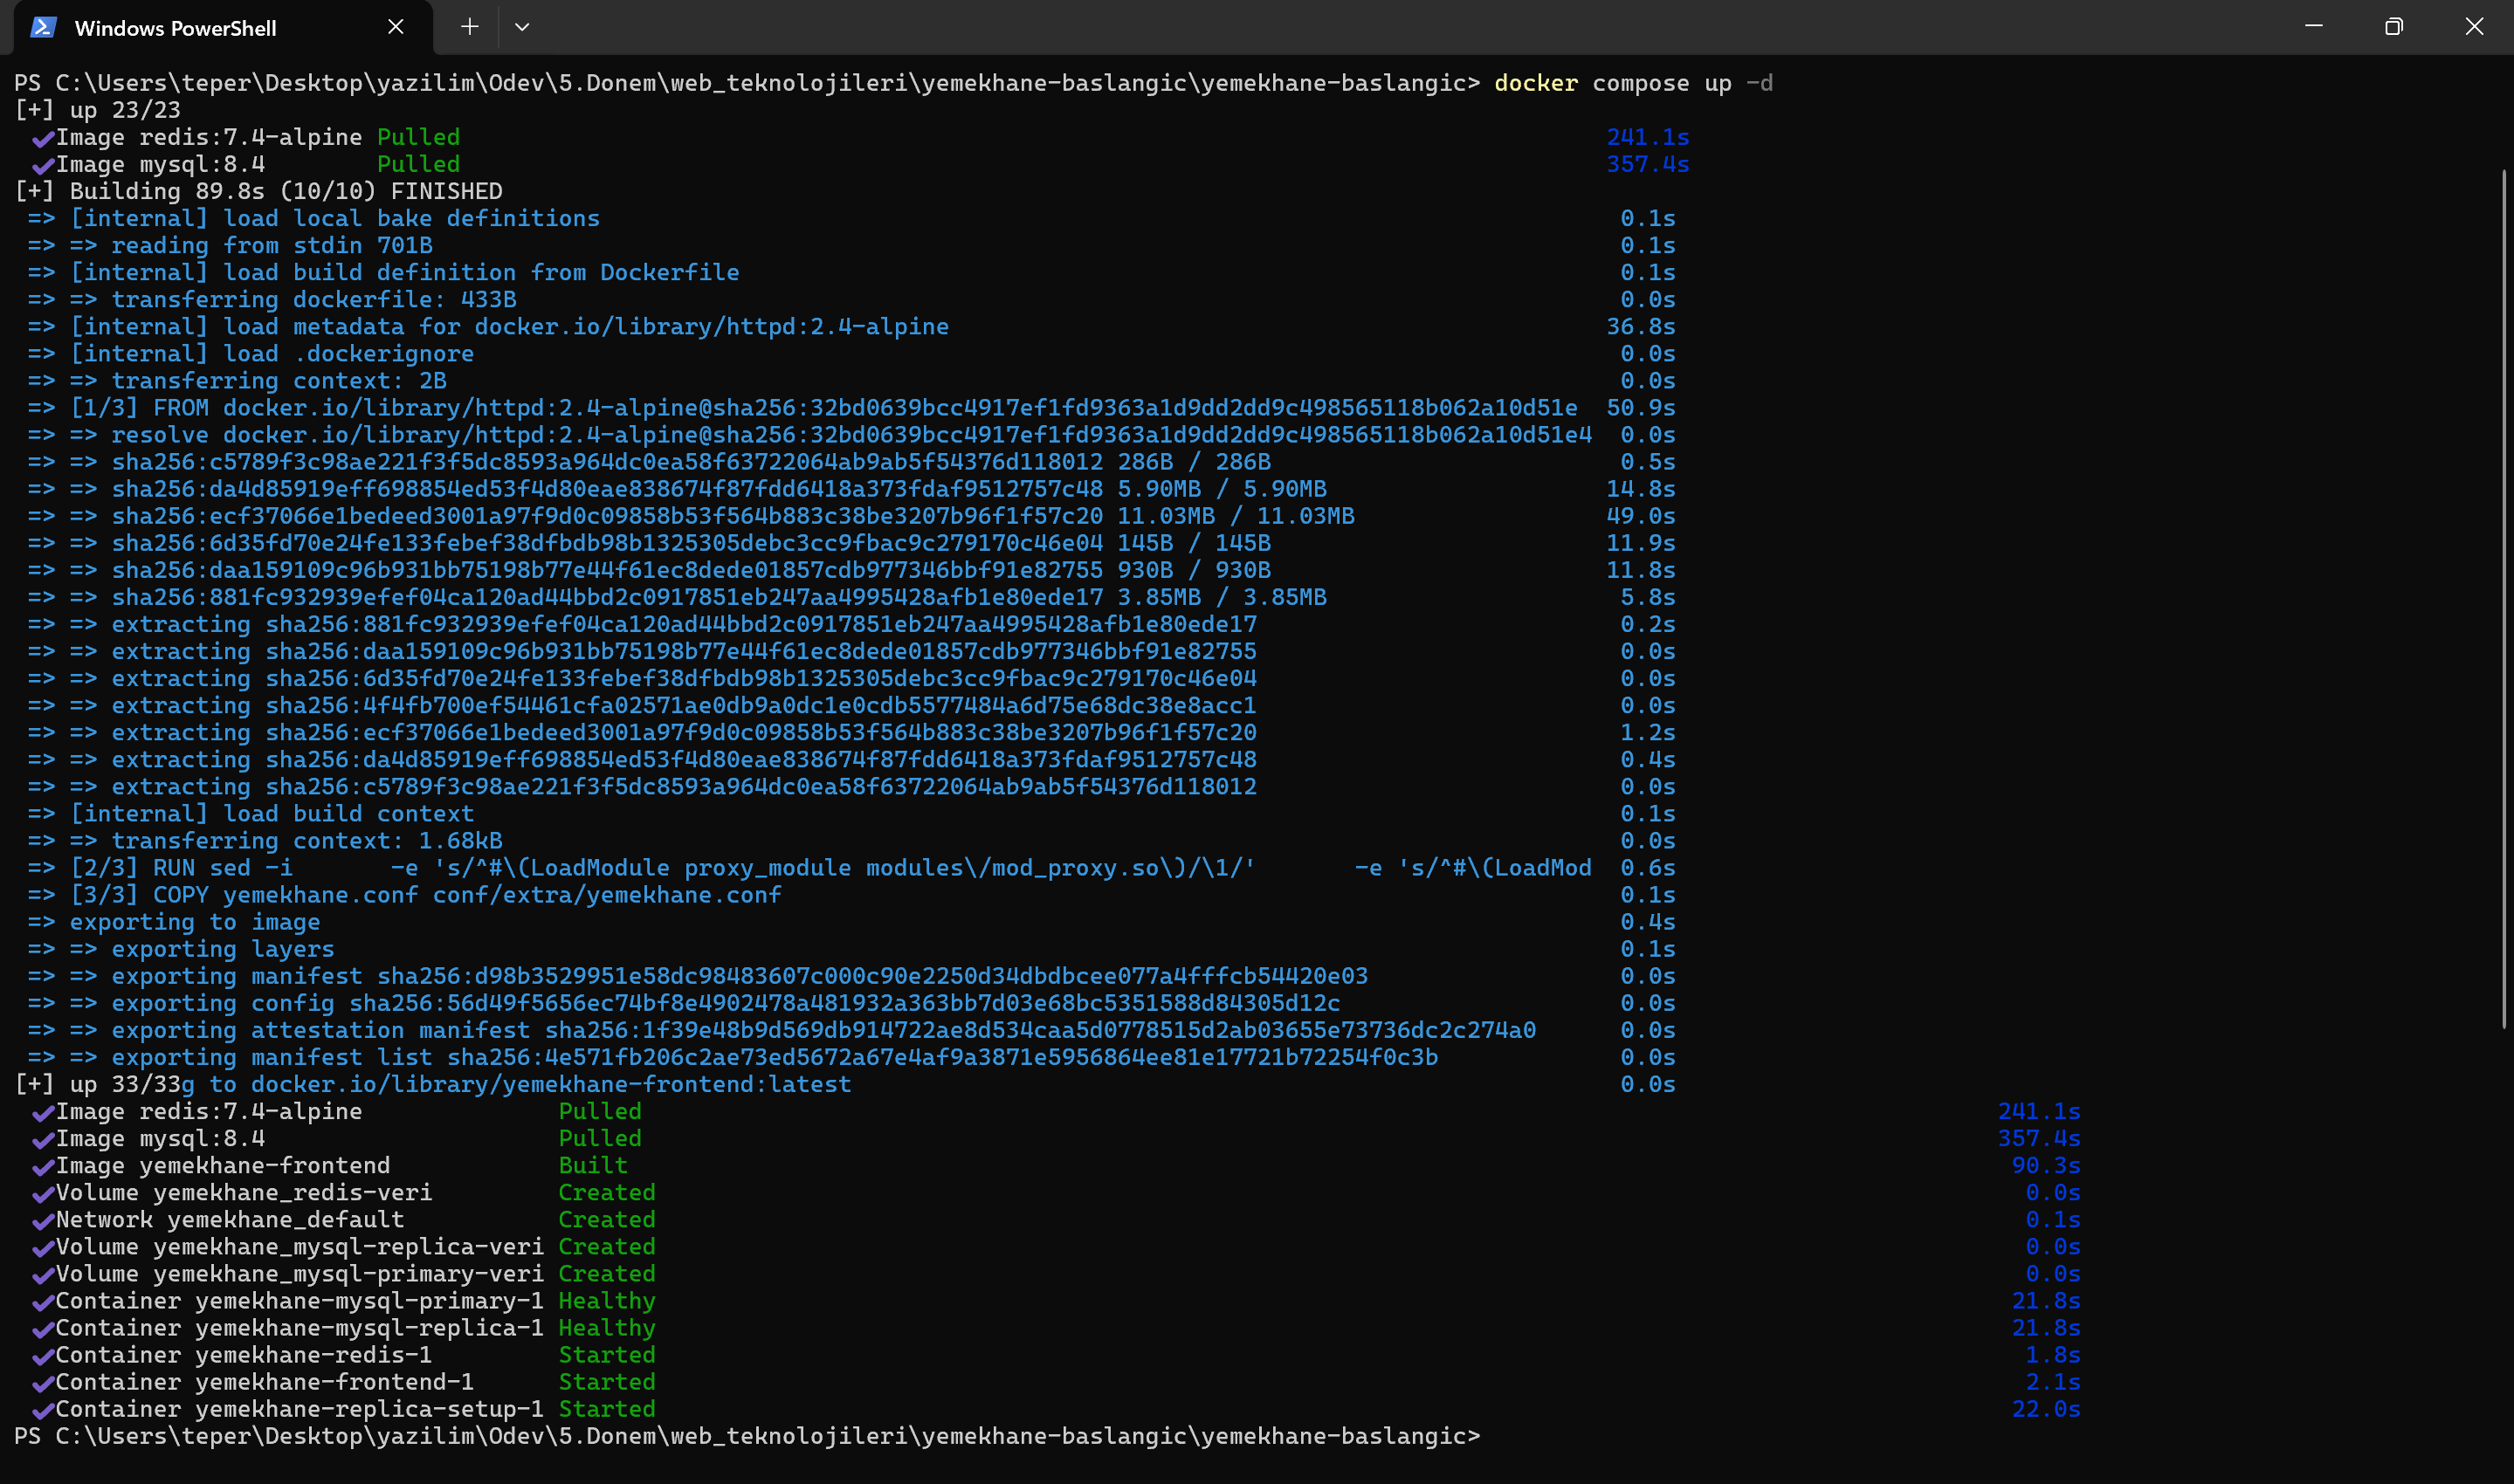 Windows PowerShell
PS C:\Users\teper\Desktop\yazilim\Odev\5.Donem\web_teknolojileri\yemekhane-baslangic\yemekhane-baslangic> docker compose up -d
[+] up 23/23
✔Image redis:7.4-alpine Pulled 241.1s
✔Image mysql:8.4 Pulled 357.4s
[+] Building 89.8s (10/10) FINISHED
=> [internal] load local bake definitions 0.1s
=> => reading from stdin 701B 0.1s
=> [internal] load build definition from Dockerfile 0.1s
=> => transferring dockerfile: 433B 0.0s
=> [internal] load metadata for docker.io/library/httpd:2.4-alpine 36.8s
=> [internal] load .dockerignore 0.0s
=> => transferring context: 2B 0.0s
=> [1/3] FROM docker.io/library/httpd:2.4-alpine@sha256:32bd0639bcc4917ef1fd9363a1d9dd2dd9c498565118b062a10d51e 50.9s
=> => resolve docker.io/library/httpd:2.4-alpine@sha256:32bd0639bcc4917ef1fd9363a1d9dd2dd9c498565118b062a10d51e4 0.0s
=> => sha256:c5789f3c98ae221f3f5dc8593a964dc0ea58f63722064ab9ab5f54376d118012 286B / 286B 0.5s
=> => sha256:da4d85919eff698854ed53f4d80eae838674f87fdd6418a373fdaf9512757c48 5.90MB / 5.90MB 14.8s
=> => sha256:ecf37066e1bedeed3001a97f9d0c09858b53f564b883c38be3207b96f1f57c20 11.03MB / 11.03MB 49.0s
=> => sha256:6d35fd70e24fe133febef38dfbdb98b1325305debc3cc9fbac9c279170c46e04 145B / 145B 11.9s
=> => sha256:daa159109c96b931bb75198b77e44f61ec8dede01857cdb977346bbf91e82755 930B / 930B 11.8s
=> => sha256:881fc932939efef04ca120ad44bbd2c0917851eb247aa4995428afb1e80ede17 3.85MB / 3.85MB 5.8s
=> => extracting sha256:881fc932939efef04ca120ad44bbd2c0917851eb247aa4995428afb1e80ede17 0.2s
=> => extracting sha256:daa159109c96b931bb75198b77e44f61ec8dede01857cdb977346bbf91e82755 0.0s
=> => extracting sha256:6d35fd70e24fe133febef38dfbdb98b1325305debc3cc9fbac9c279170c46e04 0.0s
=> => extracting sha256:4f4fb700ef54461cfa02571ae0db9a0dc1e0cdb5577484a6d75e68dc38e8acc1 0.0s
=> => extracting sha256:ecf37066e1bedeed3001a97f9d0c09858b53f564b883c38be3207b96f1f57c20 1.2s
=> => extracting sha256:da4d85919eff698854ed53f4d80eae838674f87fdd6418a373fdaf9512757c48 0.4s
=> => extracting sha256:c5789f3c98ae221f3f5dc8593a964dc0ea58f63722064ab9ab5f54376d118012 0.0s
=> [internal] load build context 0.1s
=> => transferring context: 1.68kB 0.0s
=> [2/3] RUN sed -i -e 's/^#\(LoadModule proxy_module modules\/mod_proxy.so\)/\1/' -e 's/^#\(LoadMod 0.6s
=> [3/3] COPY yemekhane.conf conf/extra/yemekhane.conf 0.1s
=> exporting to image 0.4s
=> => exporting layers 0.1s
=> => exporting manifest sha256:d98b3529951e58dc98483607c000c90e2250d34dbdbcee077a4fffcb54420e03 0.0s
=> => exporting config sha256:56d49f5656ec74bf8e4902478a481932a363bb7d03e68bc5351588d84305d12c 0.0s
=> => exporting attestation manifest sha256:1f39e48b9d569db914722ae8d534caa5d0778515d2ab03655e73736dc2c274a0 0.0s
=> => exporting manifest list sha256:4e571fb206c2ae73ed5672a67e4af9a3871e5956864ee81e17721b72254f0c3b 0.0s
[+] up 33/33g to docker.io/library/yemekhane-frontend:latest 0.0s
✔Image redis:7.4-alpine Pulled 241.1s
✔Image mysql:8.4 Pulled 357.4s
✔Image yemekhane-frontend Built 90.3s
✔Volume yemekhane_redis-veri Created 0.0s
✔Network yemekhane_default Created 0.1s
✔Volume yemekhane_mysql-replica-veri Created 0.0s
✔Volume yemekhane_mysql-primary-veri Created 0.0s
✔Container yemekhane-mysql-primary-1 Healthy 21.8s
✔Container yemekhane-mysql-replica-1 Healthy 21.8s
✔Container yemekhane-redis-1 Started 1.8s
✔Container yemekhane-frontend-1 Started 2.1s
✔Container yemekhane-replica-setup-1 Started 22.0s
PS C:\Users\teper\Desktop\yazilim\Odev\5.Donem\web_teknolojileri\yemekhane-baslangic\yemekhane-baslangic>